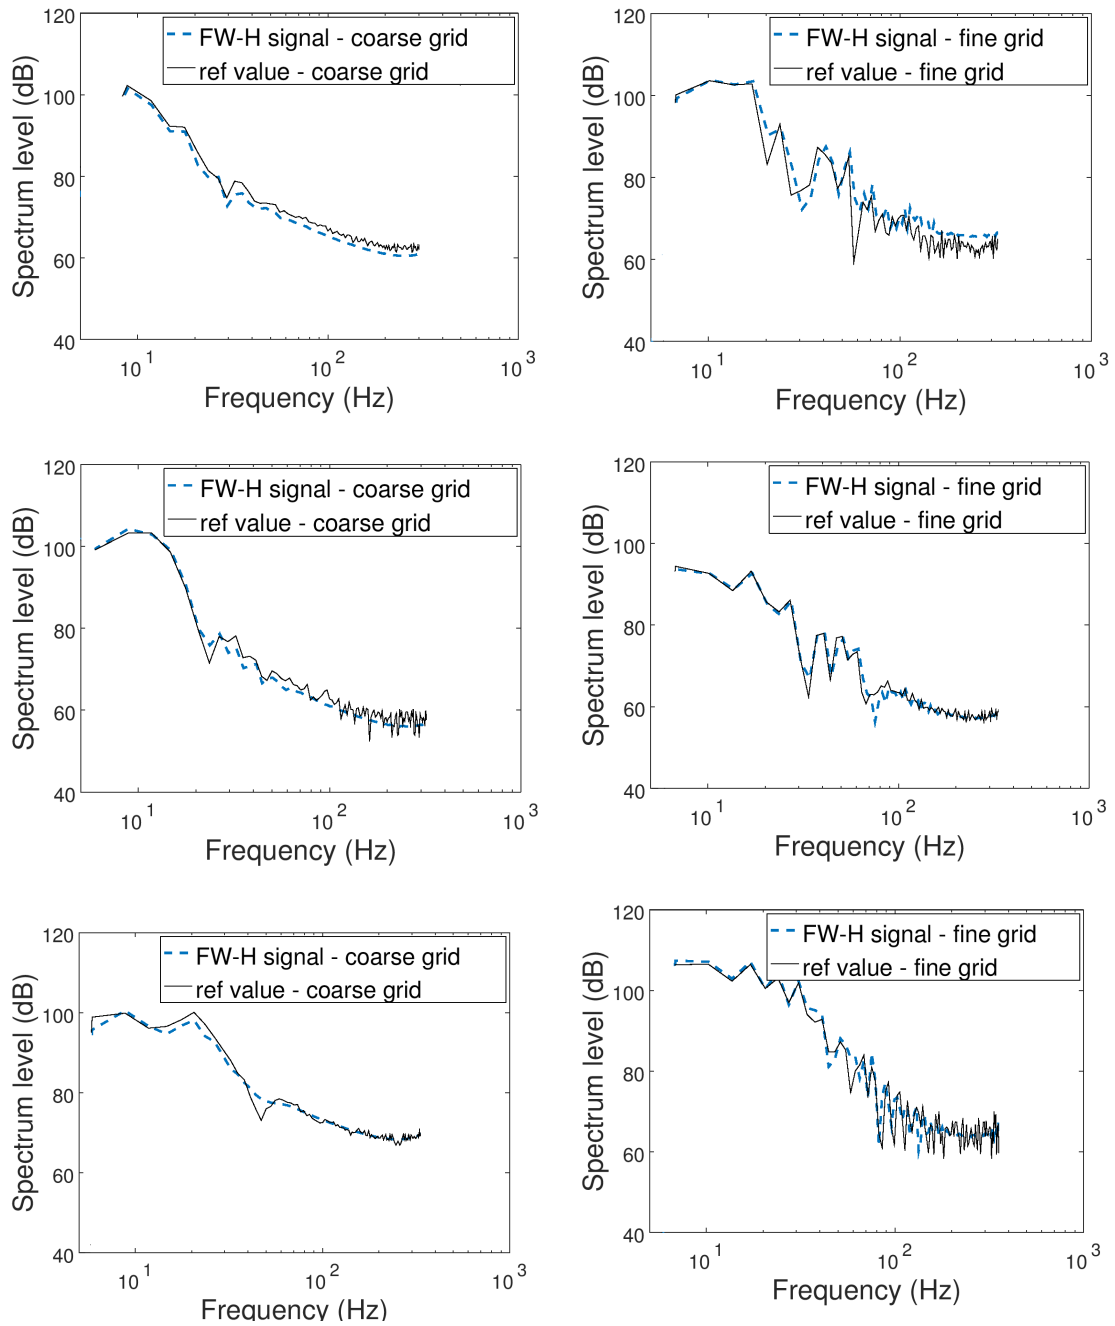 120
100
80
60
40
Spectrum level (dB)
FW-H signal - coarse grid
ref value - coarse grid
10 1
10 2
10 3
Frequency (Hz)
120
100
80
60
40
Spectrum level (dB)
FW-H signal - fine grid
ref value - fine grid
10 1
10 2
10 3
Frequency (Hz)
120
100
80
60
40
Spectrum level (dB)
FW-H signal - coarse grid
ref value - coarse grid
10 1
10 2
10 3
Frequency (Hz)
120
100
80
60
40
Spectrum level (dB)
FW-H signal - fine grid
ref value - fine grid
10 1
10 2
10 3
Frequency (Hz)
120
100
80
60
40
Spectrum level (dB)
FW-H signal - coarse grid
ref value - coarse grid
10 1
10 2
10 3
Frequency (Hz)
120
100
80
60
40
Spectrum level (dB)
FW-H signal - fine grid
ref value - fine grid
10 1
10 2
10 3
Frequency (Hz)